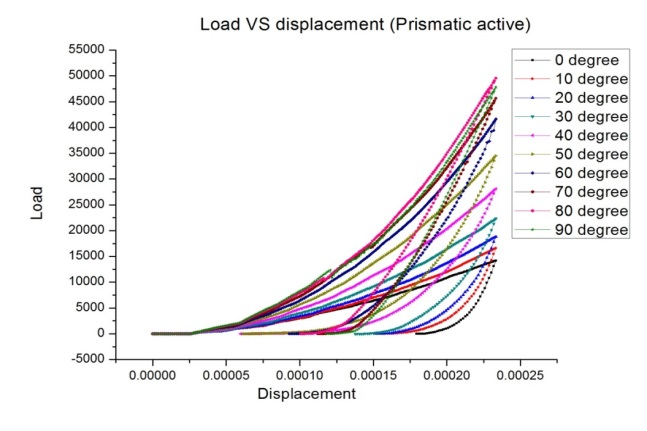 Load VS displacement (Prismatic active)
55000
50000
45000
40000
35000
30000
25000
20000
15000
10000
5000
0
-5000
Load
0.00000
0.00005
0.00010
0.00015
0.00020
0.00025
Displacement
0 degree
10 degree
20 degree
30 degree
40 degree
50 degree
60 degree
70 degree
80 degree
90 degree